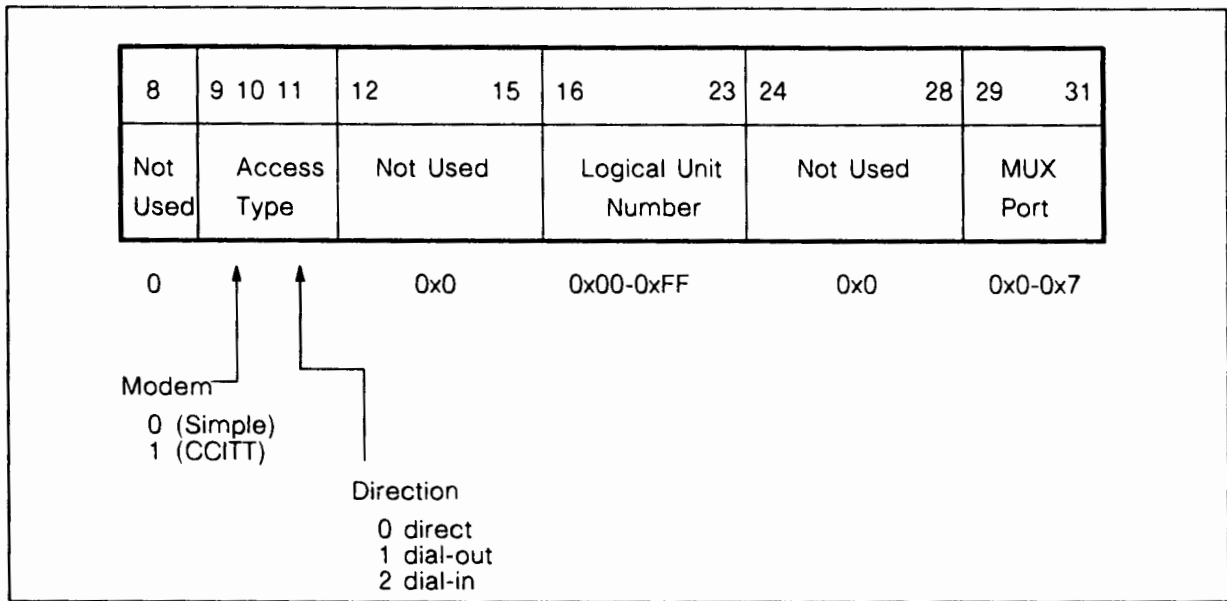 8 9 10 11 12 15 16 23 24 28 29 31
Not Access Not Used Logical Unit Not Used MUX
Used Type Number Port
0 0x0 0x00-0xFF 0x0 0x0-0x7
Modem
0 (Simple)
1 (CCITT)
Direction
0 direct
1 dial-out
2 dial-in